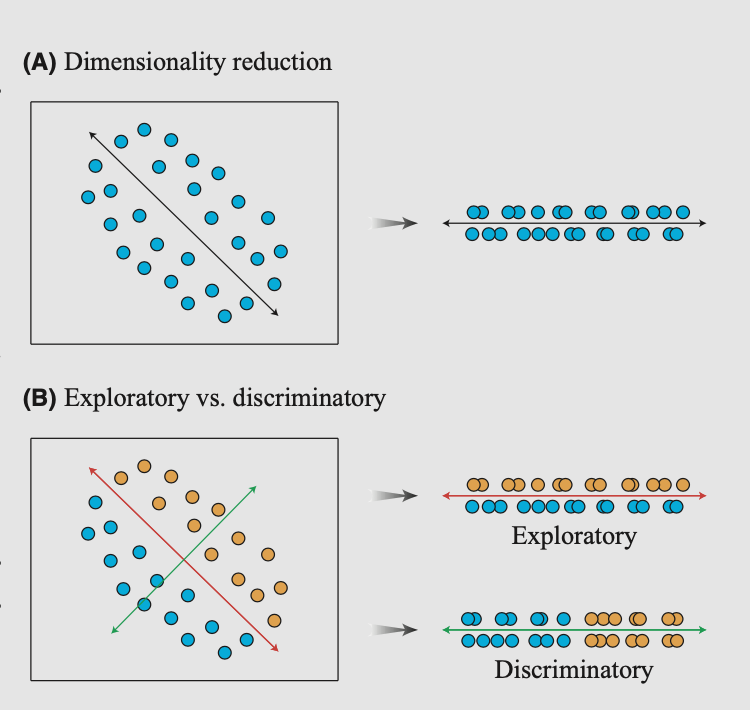 (A) Dimensionality reduction
(B) Exploratory vs. discriminatory
Exploratory
Discriminatory